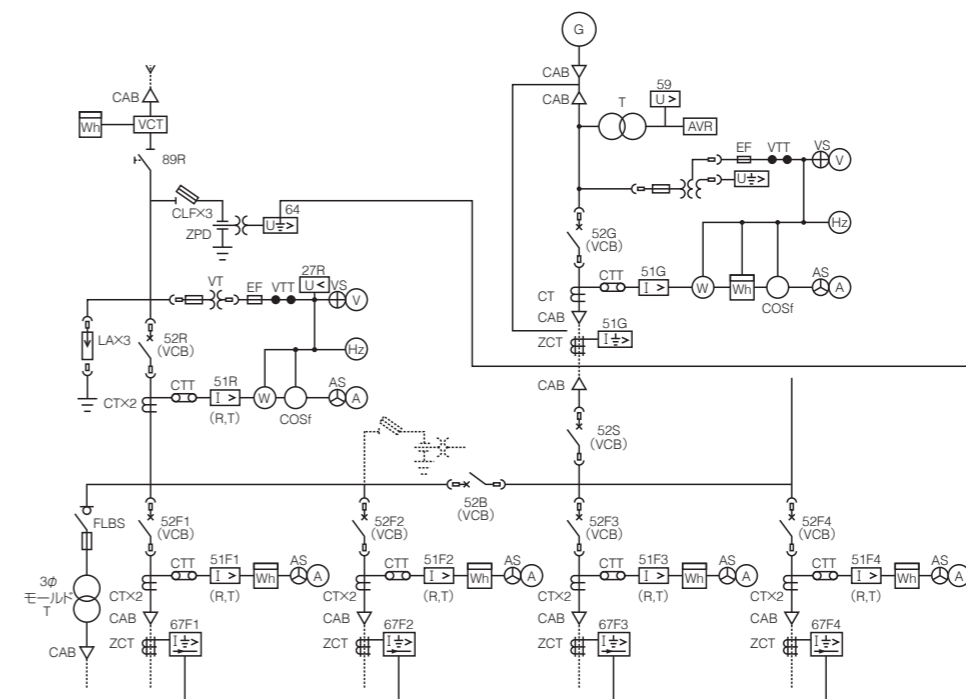 G
CAB
CAB
T
59
U >
AVR
EF
VTT
VS
V
U >
Hz
52G
(VCB)
CTT
51G
I >
W
Wh
COSf
AS
A
CT
CAB
51G
I >
ZCT
CAB
52S
(VCB)
CAB
Wh
VCT
89R
CLF×3
ZPD
64
U >
27R
U <
VT
EF
VTT
VS
V
Hz
LA×3
52R
(VCB)
CT×2
CTT
51R
I >
(R,T)
W
COSf
AS
A
52B
(VCB)
FLBS
3φ
モールド
T
CAB
52F1
(VCB)
CTT
51F1
I >
(R,T)
Wh
AS
A
CT×2
CAB
ZCT
67F1
I >
52F2
(VCB)
CTT
51F2
I >
(R,T)
Wh
AS
A
CT×2
CAB
ZCT
67F2
I >
52F3
(VCB)
CTT
51F3
I >
(R,T)
Wh
AS
A
CT×2
CAB
ZCT
67F3
I >
52F4
(VCB)
CTT
51F4
I >
(R,T)
Wh
AS
A
CT×2
CAB
ZCT
67F4
I >